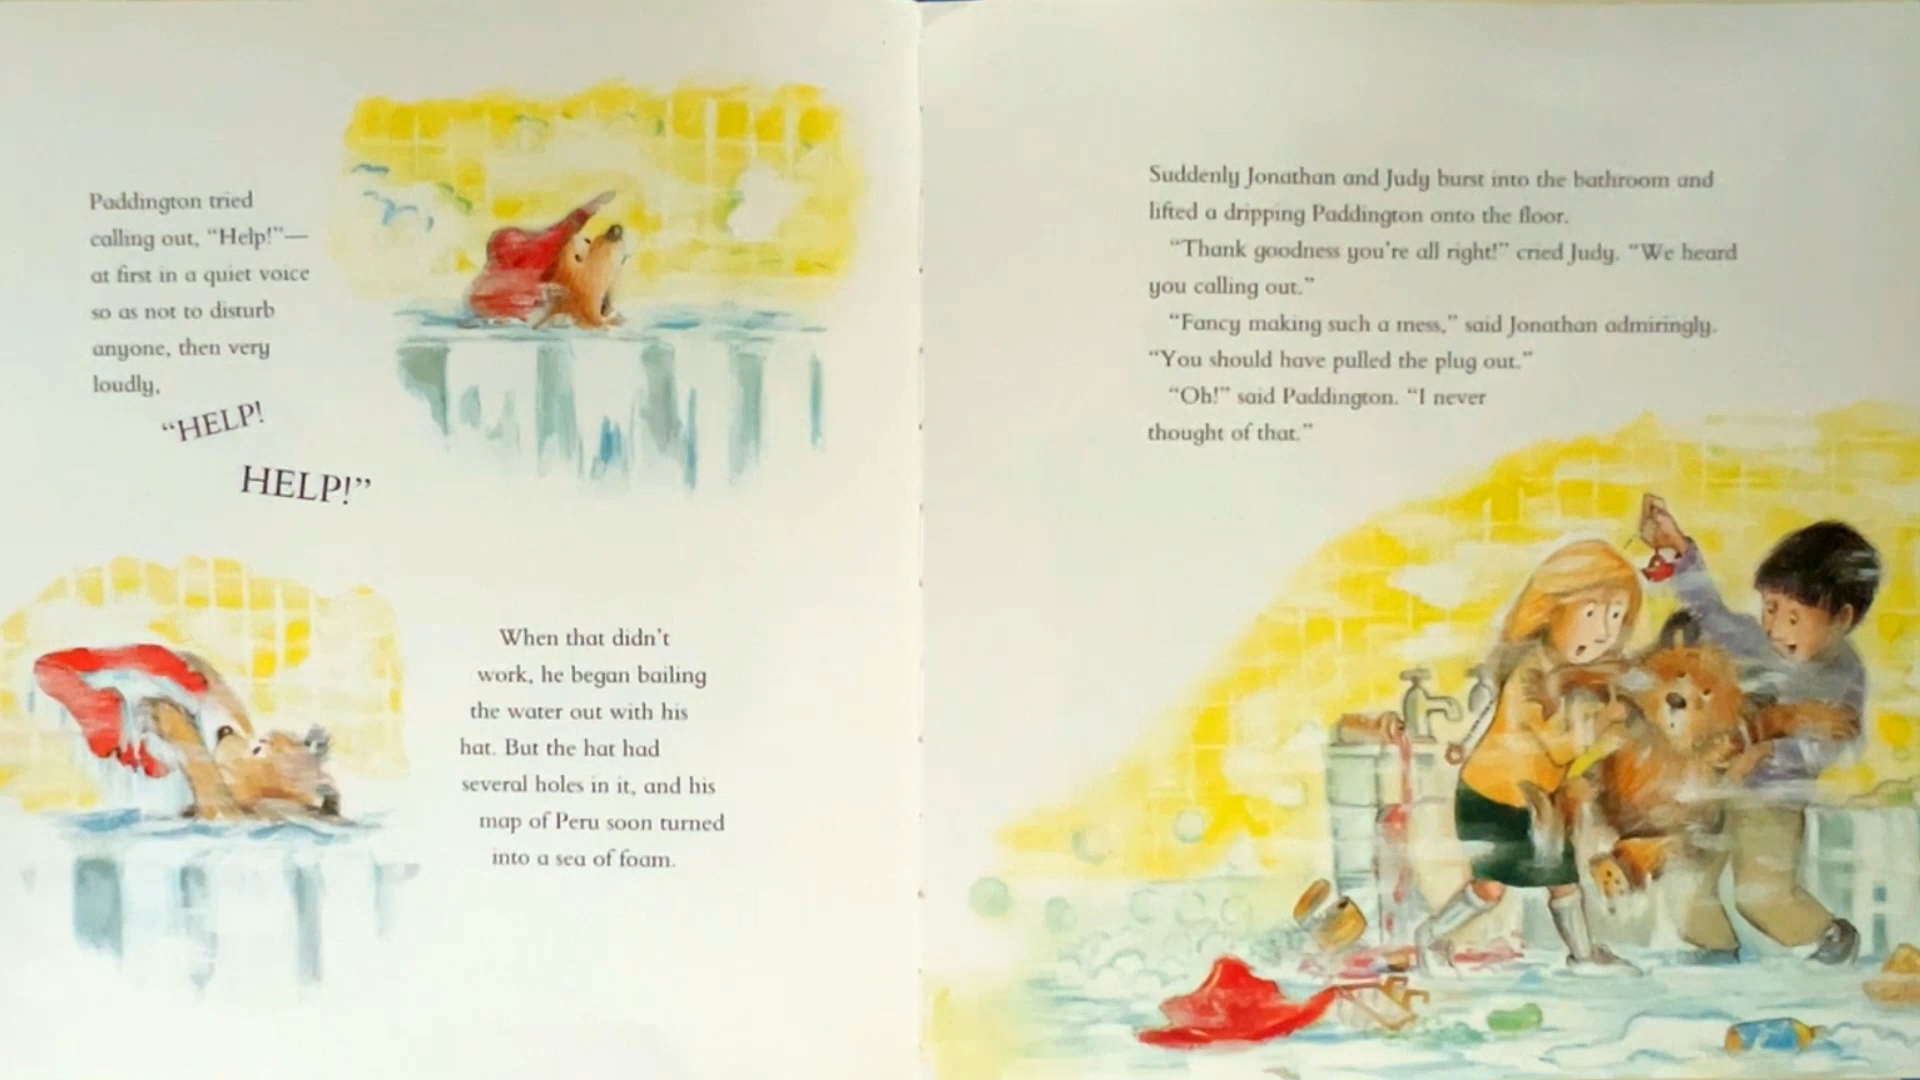 Paddington tried
calling out, “Help!”—
at first in a quiet voice
so as not to disturb
anyone, then very
loudly,
“HELP!
HELP!”
When that didn't
work, he began bailing
the water out with his
hat. But the hat had
several holes in it, and his
map of Peru soon turned
into a sea of foam.
Suddenly Jonathan and Judy burst into the bathroom and
lifted a dripping Paddington onto the floor.
“Thank goodness you're all right!” cried Judy. “We heard
you calling out.”
“Fancy making such a mess,” said Jonathan admiringly.
“You should have pulled the plug out.”
“Oh!” said Paddington. “I never
thought of that.”